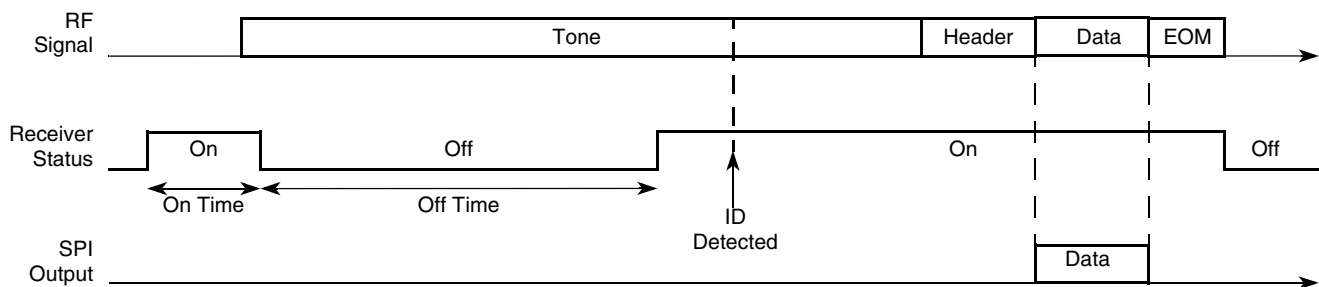 RF
Signal
Tone
Header
Data
EOM
Receiver
Status
On
Off
On
Off
On Time
Off Time
ID
Detected
SPI
Output
Data